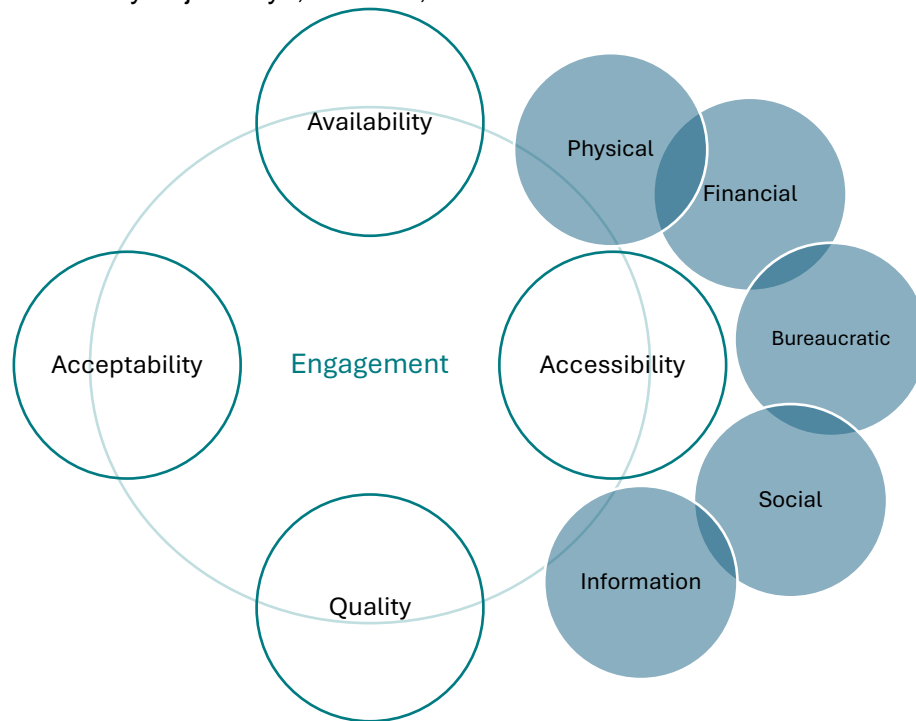 Availability
Physical
Financial
Bureaucratic
Acceptability
Engagement
Accessibility
Social
Information
Quality